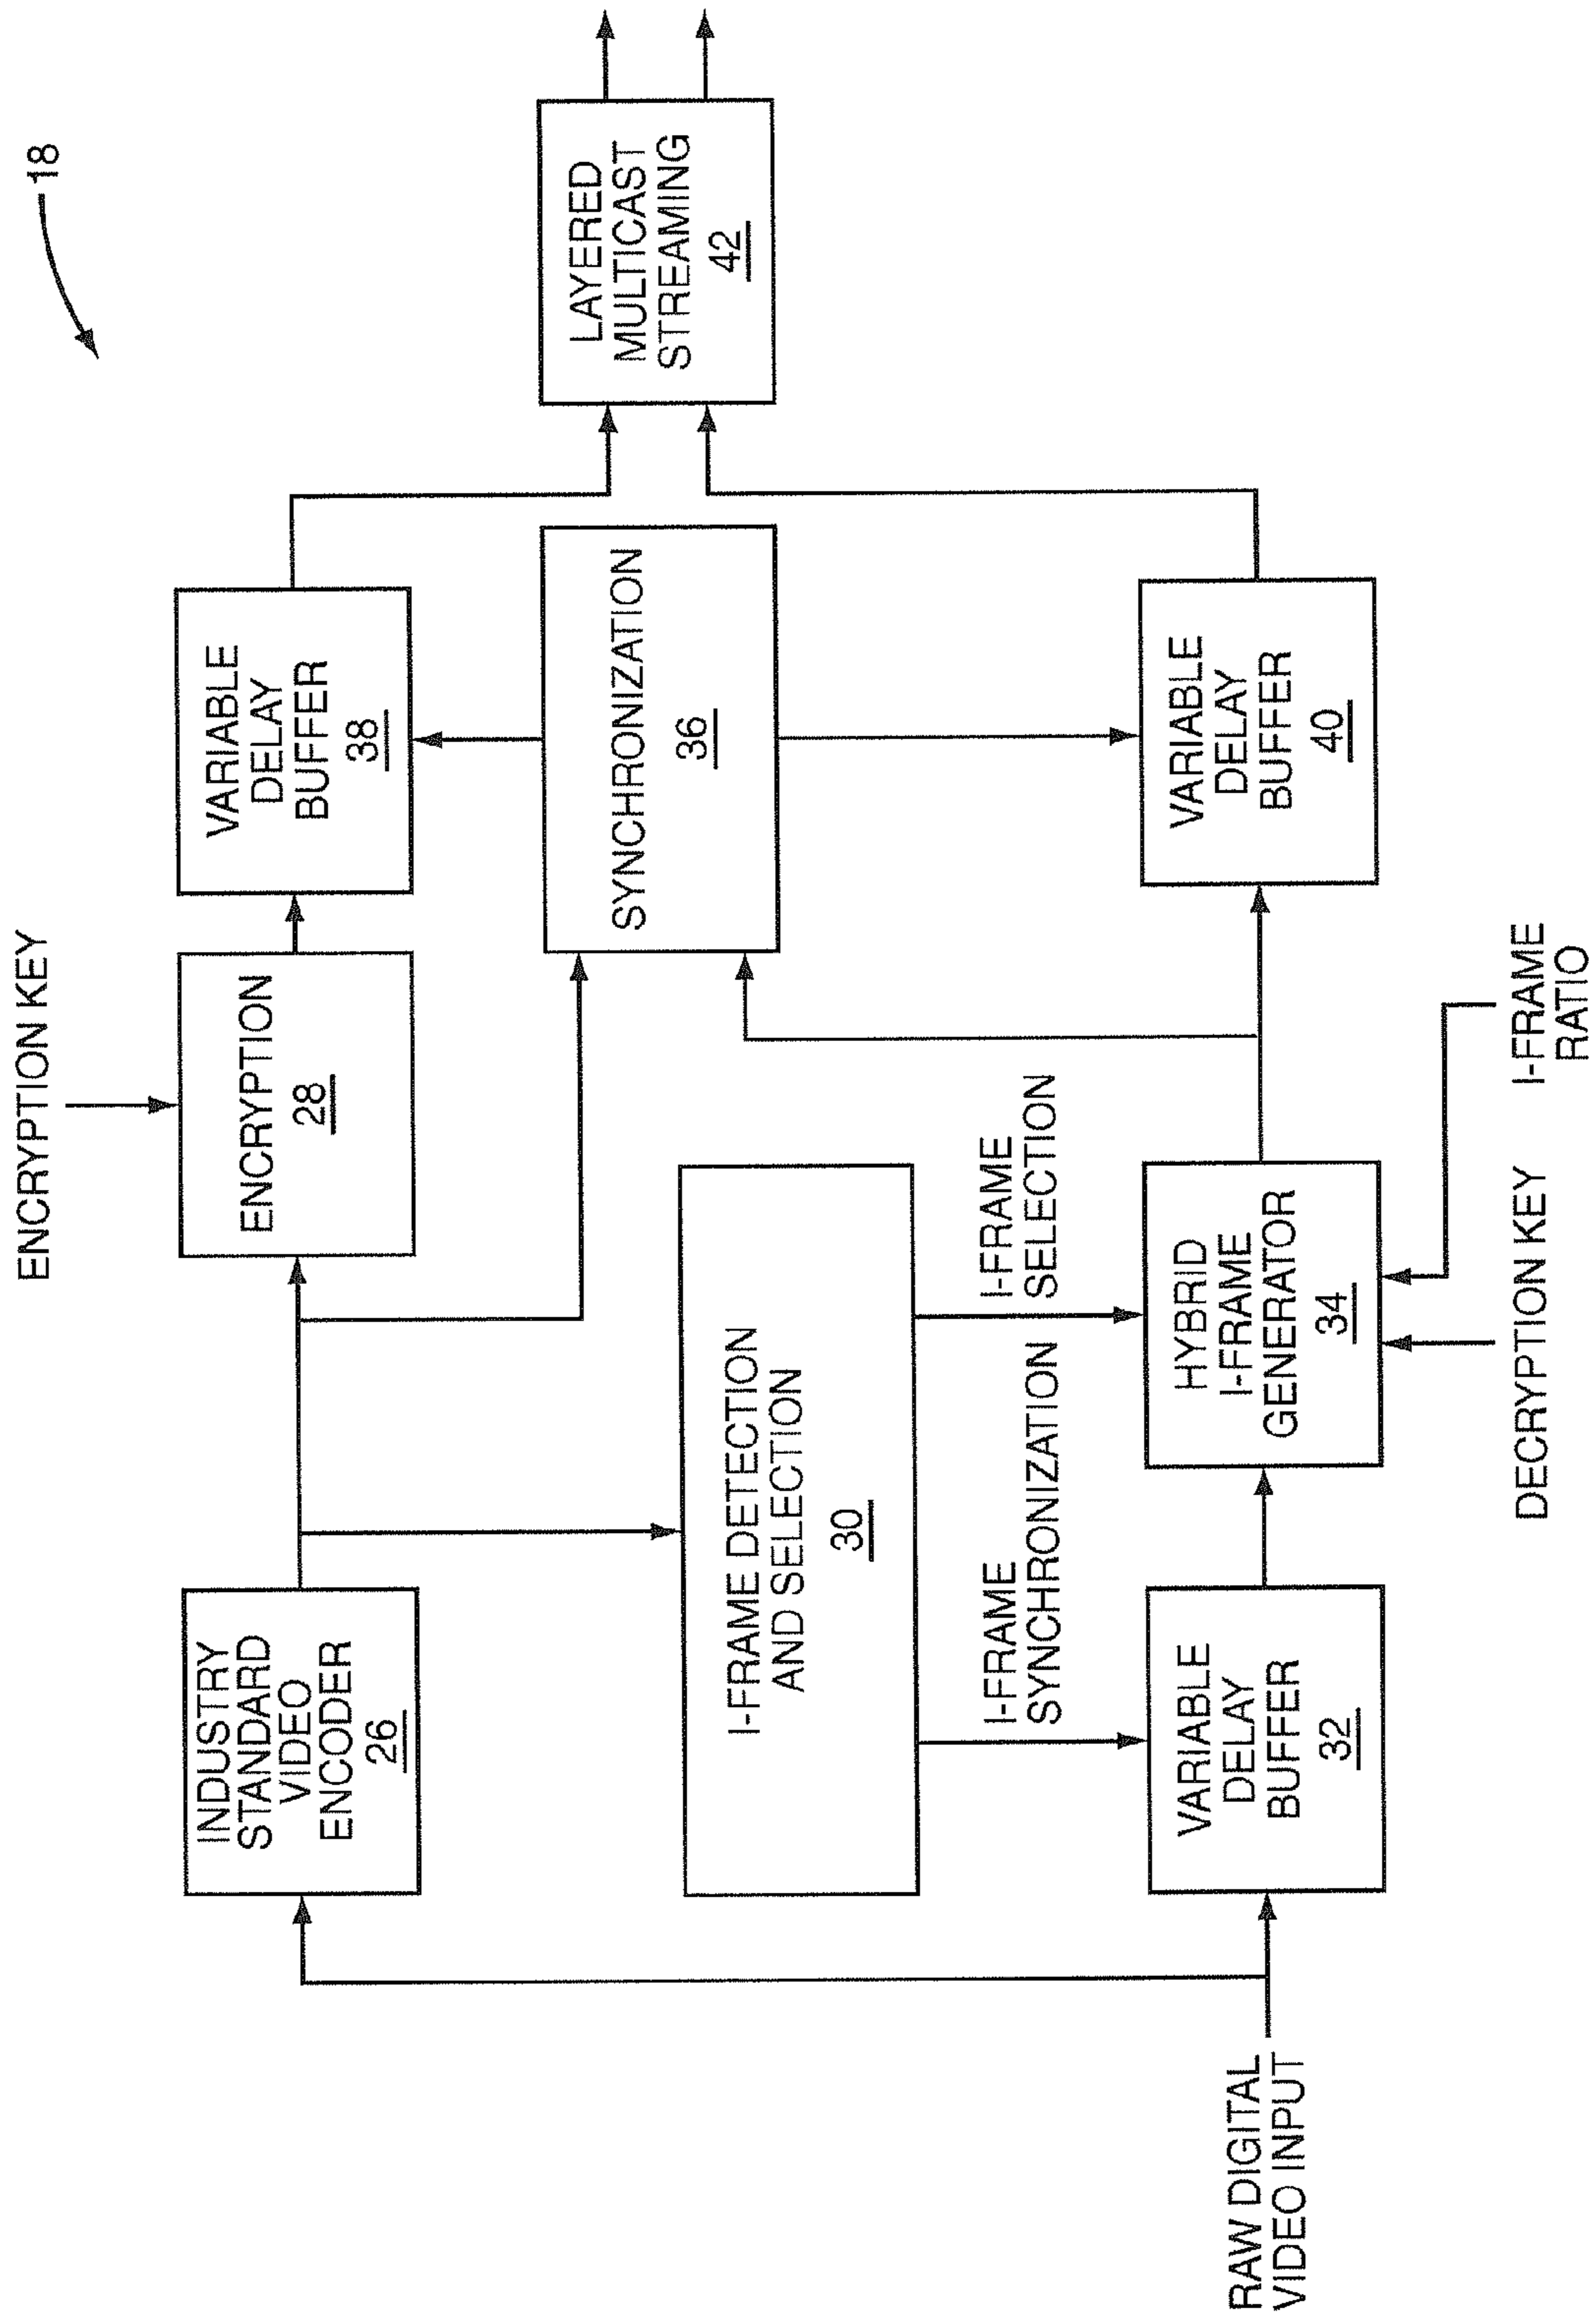 18
ENCRYPTION KEY
INDUSTRY
STANDARD
VIDEO
ENCODER
26
ENCRYPTION
28
VARIABLE
DELAY
BUFFER
38
I-FRAME DETECTION
AND SELECTION
30
SYNCHRONIZATION
36
LAYERED
MULTICAST
STREAMING
42
I-FRAME
SYNCHRONIZATION
I-FRAME
SELECTION
RAW DIGITAL
VIDEO INPUT
VARIABLE
DELAY
BUFFER
32
HYBRID
I-FRAME
GENERATOR
34
VARIABLE
DELAY
BUFFER
40
DECRYPTION KEY
I-FRAME
RATIO